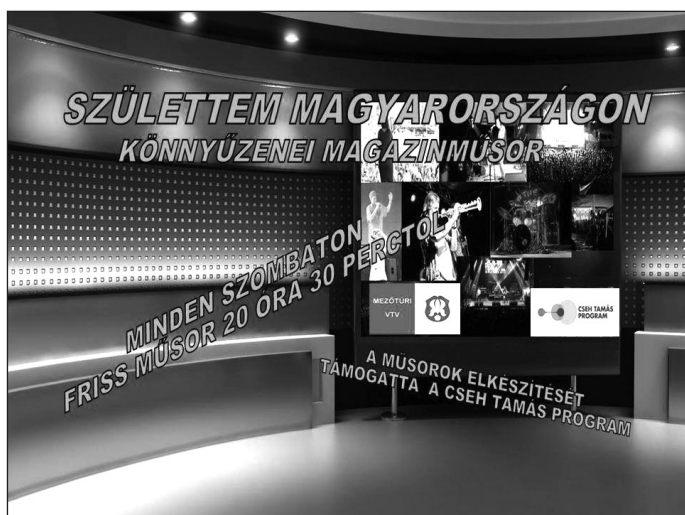 SZÜLETTEM MAGYARORSZÁGON
KÖNNYŰZENEI MAGAZINMŰSOR
MINDEN SZOMBATON
FRISS MŰSOR 20 ÓRA 30 PERCTŐL
MEZŐTÚRI
VTV
CSEH TAMÁS
PROGRAM
A MŰSOROK ELKÉSZÍTÉSÉT
TÁMOGATTA A CSEH TAMÁS PROGRAM